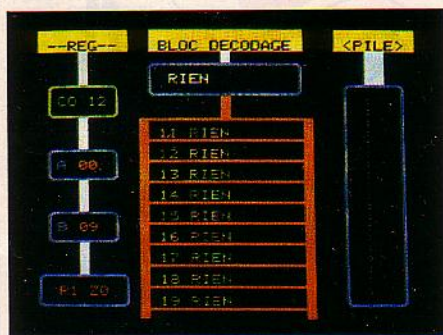 --REG--
BLOC DECODAGE
<PILE>
RIEN
CO 12
A 00
B 09
P1 Z0
11 RIEN
12 RIEN
13 RIEN
14 RIEN
15 RIEN
16 RIEN
17 RIEN
18 RIEN
19 RIEN